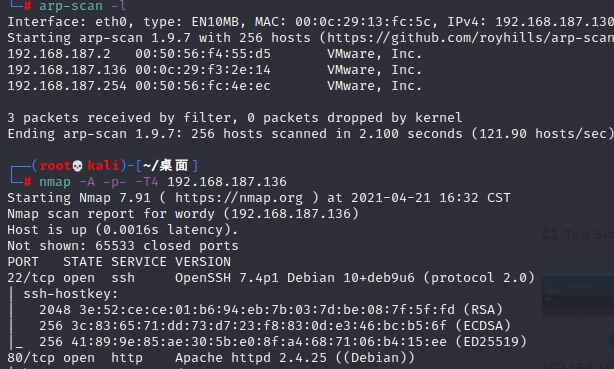 └─# arp-scan -l
Interface: eth0, type: EN10MB, MAC: 00:0c:29:13:fc:5c, IPv4: 192.168.187.130
Starting arp-scan 1.9.7 with 256 hosts (https://github.com/royhills/arp-scan
192.168.187.2 00:50:56:f4:55:d5 VMware, Inc.
192.168.187.136 00:0c:29:f3:2e:14 VMware, Inc.
192.168.187.254 00:50:56:fc:4e:ec VMware, Inc.
3 packets received by filter, 0 packets dropped by kernel
Ending arp-scan 1.9.7: 256 hosts scanned in 2.100 seconds (121.90 hosts/sec)
┌──(root💀kali)-[~/桌面]
└─# nmap -A -p- -T4 192.168.187.136
Starting Nmap 7.91 ( https://nmap.org ) at 2021-04-21 16:32 CST
Nmap scan report for wordy (192.168.187.136)
Host is up (0.0016s latency).
Not shown: 65533 closed ports
PORT STATE SERVICE VERSION
22/tcp open ssh OpenSSH 7.4p1 Debian 10+deb9u6 (protocol 2.0)
| ssh-hostkey:
| 2048 3e:52:ce:ce:01:b6:94:eb:7b:03:7d:be:08:7f:5f:fd (RSA)
| 256 3c:83:65:71:dd:73:d7:23:f8:83:0d:e3:46:bc:b5:6f (ECDSA)
|_ 256 41:89:9e:85:ae:30:5b:e0:8f:a4:68:71:06:b4:15:ee (ED25519)
80/tcp open http Apache httpd 2.4.25 ((Debian))
Top Sit